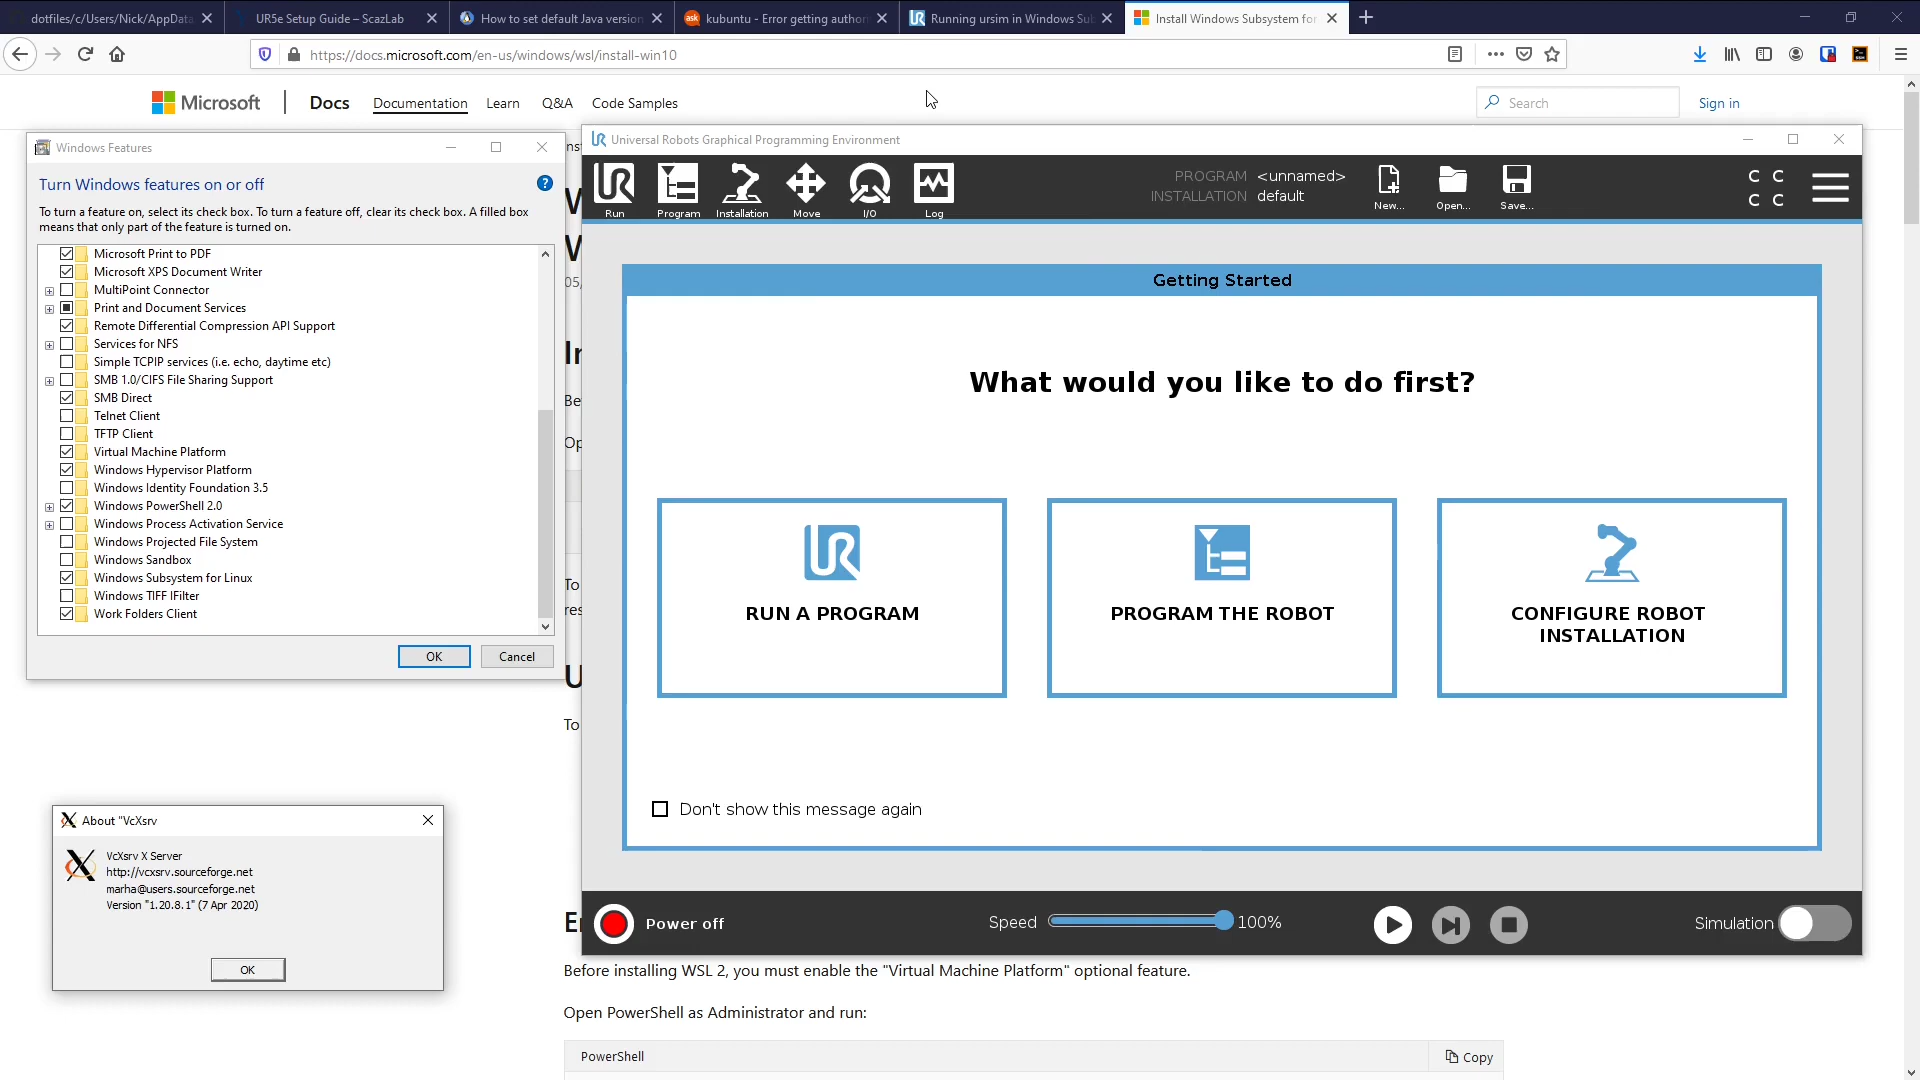 dotfiles/c/Users/Nick/AppData
UR5e Setup Guide – ScazLab
How to set default Java version
kubuntu - Error getting author
Running ursim in Windows Su
Install Windows Subsystem for
https://docs.microsoft.com/en-us/windows/wsl/install-win10
Microsoft
Docs
Documentation
Learn
Q&A
Code Samples
Search
Sign in
Windows Features
Turn Windows features on or off
To turn a feature on, select its check box. To turn a feature off, clear its check box. A filled box
means that only part of the feature is turned on.
Microsoft Print to PDF
Microsoft XPS Document Writer
MultiPoint Connector
Print and Document Services
Remote Differential Compression API Support
Services for NFS
Simple TCPIP services (i.e. echo, daytime etc)
SMB 1.0/CIFS File Sharing Support
SMB Direct
Telnet Client
TFTP Client
Virtual Machine Platform
Windows Hypervisor Platform
Windows Identity Foundation 3.5
Windows PowerShell 2.0
Windows Process Activation Service
Windows Projected File System
Windows Sandbox
Windows Subsystem for Linux
Windows TIFF IFilter
Work Folders Client
OK
Cancel
05/
Be
Op
To
res
To
Universal Robots Graphical Programming Environment
Run
Program
Installation
Move
I/O
Log
PROGRAM <unnamed>
INSTALLATION default
New...
Open...
Save...
C C
C C
Getting Started
What would you like to do first?
UR
RUN A PROGRAM
PROGRAM THE ROBOT
CONFIGURE ROBOT
INSTALLATION
Don't show this message again
Power off
Speed
100%
Simulation
About "VcXsrv
VcXsrv X Server
http://vcxsrv.sourceforge.net
marha@users.sourceforge.net
Version "1.20.8.1" (7 Apr 2020)
OK
Before installing WSL 2, you must enable the "Virtual Machine Platform" optional feature.
Open PowerShell as Administrator and run:
PowerShell
Copy